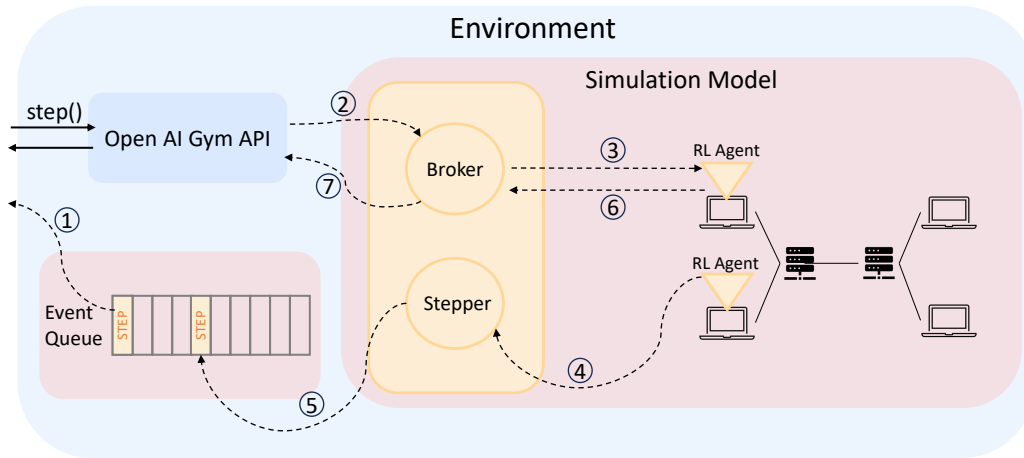 Environment
Simulation Model
step()
Open AI Gym API
2
Broker
7
3
RL Agent
6
1
RL Agent
Event
Queue
STEP
STEP
Stepper
4
5